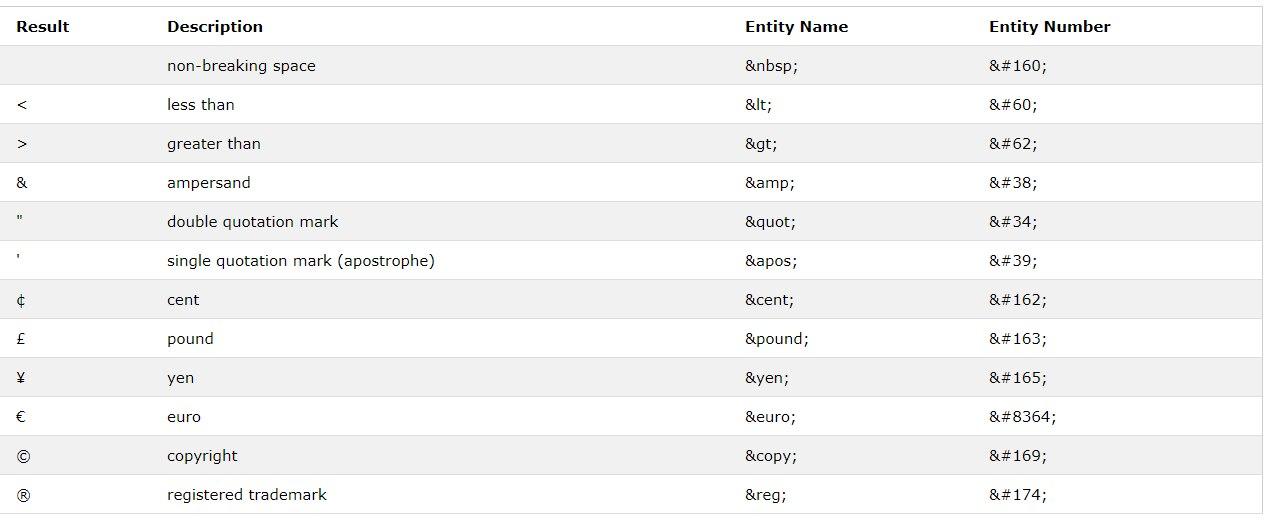 Result Description Entity Name Entity Number
non-breaking space &nbsp; &#160;
< less than &lt; &#60;
> greater than &gt; &#62;
& ampersand &amp; &#38;
" double quotation mark &quot; &#34;
' single quotation mark (apostrophe) &apos; &#39;
¢ cent &cent; &#162;
£ pound &pound; &#163;
¥ yen &yen; &#165;
€ euro &euro; &#8364;
© copyright &copy; &#169;
® registered trademark &reg; &#174;